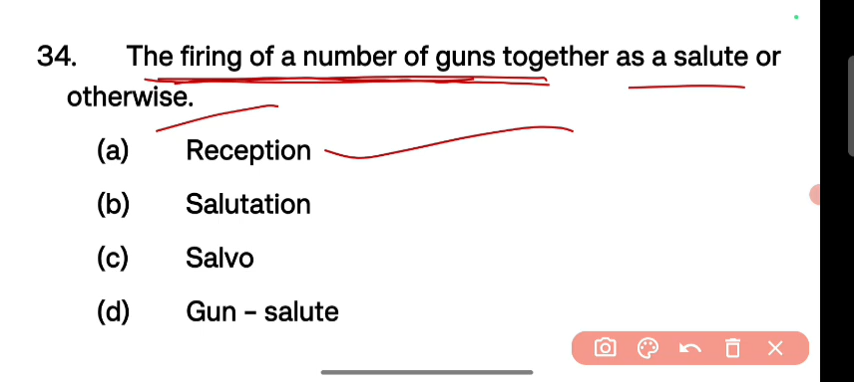 34. The firing of a number of guns together as a salute or
otherwise.
(a) Reception
(b) Salutation
(c) Salvo
(d) Gun – salute